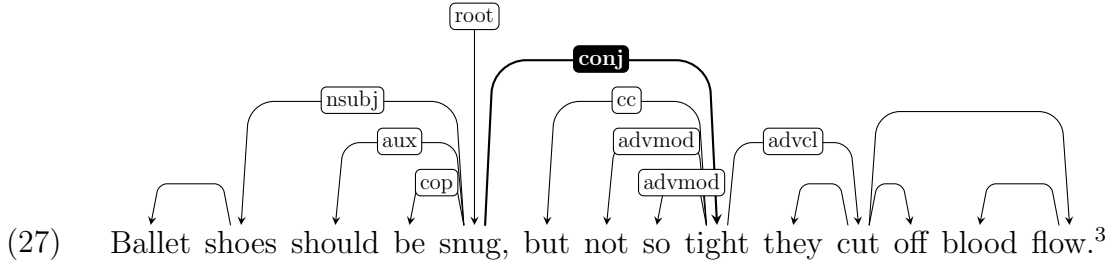 root
conj
nsubj
cc
aux
advmod
advcl
cop
advmod
(27) Ballet shoes should be snug, but not so tight they cut off blood flow.³